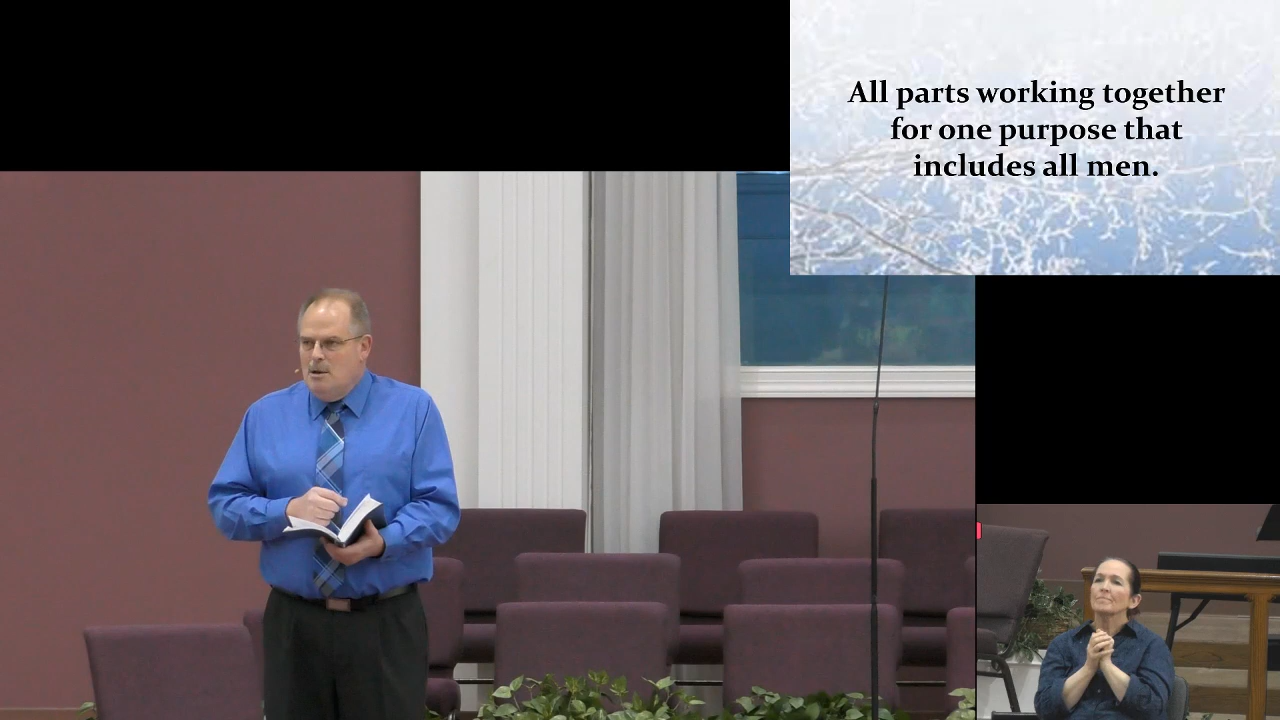 All parts working together
for one purpose that
includes all men.